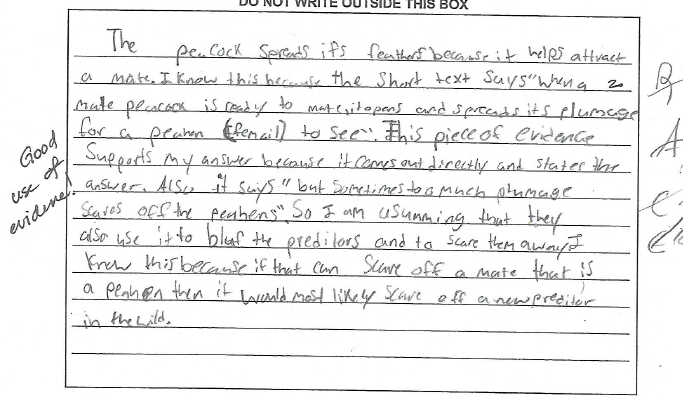 DO NOT WRITE OUTSIDE THIS BOX
The peacock spreads it's feathers because it helps attract
a mate. I know this because the short text says "when a
mate peacock is ready to mate, it opens and spreads its plumage
for a peahen (femail) to see". This piece of evidence
Supports my answer because it comes out directly and states the
answer. Also it says "but Sometimes to a much plumage
scares off the peahens". So I am usumming that they
also use it to bluf the preditors and to scare them away I
know this because if that can scare off a mate that is
a peahen then it would most likely scare off a new preditor
in the wild.
Good
use of
evidence!
R
A